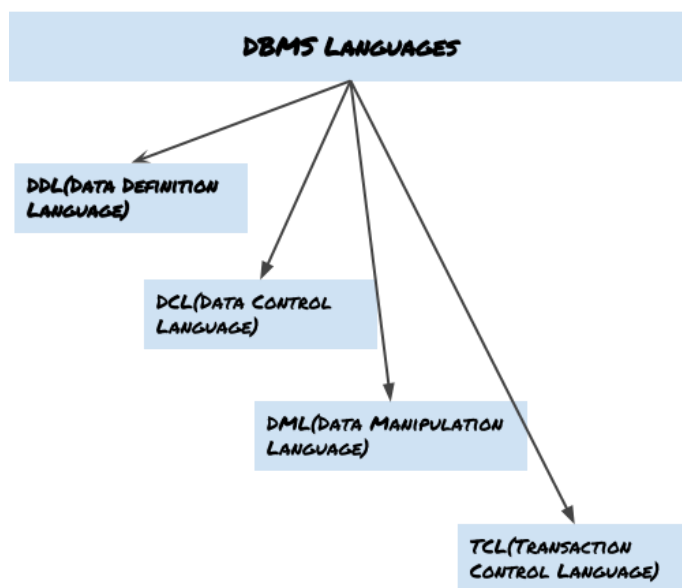 DBMS Languages
DDL(Data Definition
Language)
DCL(Data Control
Language)
DML(Data Manipulation
Language)
TCL(Transaction
Control Language)